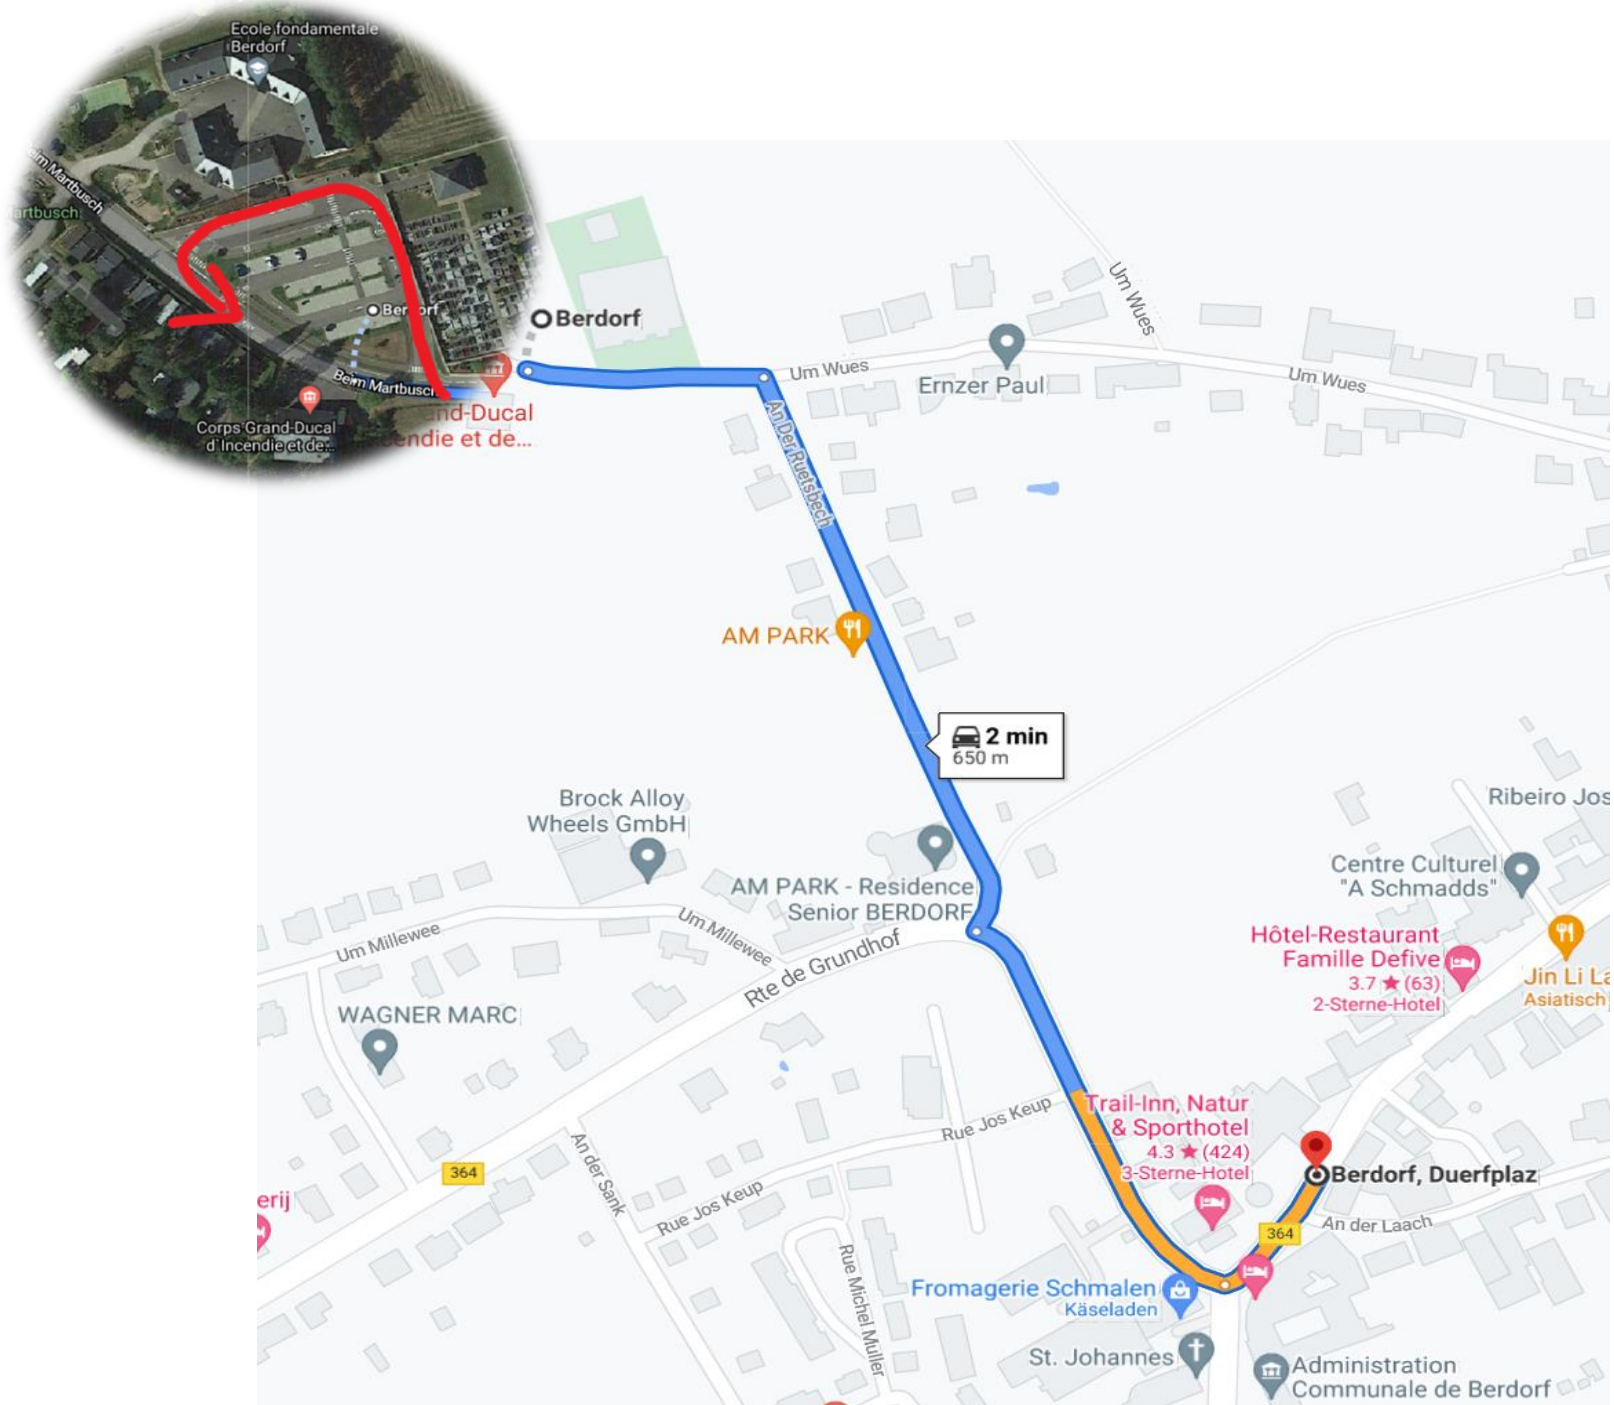 Ecole fondamentale
Berdorf
eim Martbusch
artbusch
Berdorf
Beim Martbusch
Corps Grand-Ducal
d'Incendie et de...
nd-Ducal
cendie et de...
Berdorf
Um Wues
Um Wues
Um Wues
Ernzer Paul
An Der Ruetsbech
AM PARK
2 min
650 m
Brock Alloy
Wheels GmbH
AM PARK - Residence
Senior BERDORF
Um Millewee
Um Millewee
Rte de Grundhof
WAGNER MARC
Ribeiro Jos
Centre Culturel
"A Schmadds"
Hôtel-Restaurant
Famille Defive
3.7 ★ (63)
2-Sterne-Hotel
Jin Li La
Asiatisch
Trail-Inn, Natur
& Sporthotel
4.3 ★ (424)
3-Sterne-Hotel
Rue Jos Keup
Rue Jos Keup
An der Sank
364
erij
Berdorf, Duerfplaz
An der Laach
364
Rue Michel Muller
Fromagerie Schmalen
Käseladen
St. Johannes
Administration
Communale de Berdorf